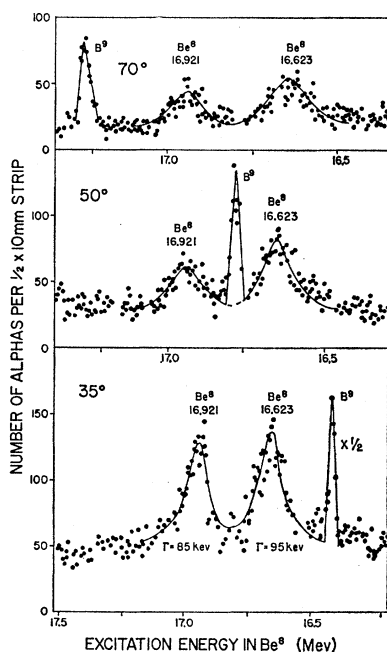 NUMBER OF ALPHAS PER ½ × 10mm STRIP
100
50
0
70°
B⁹
Be⁸
16,921
Be⁸
16,623
17,0
16,5
100
50
0
50°
Be⁸
16,921
B⁹
Be⁸
16,623
17,0
16,5
150
100
50
0
35°
Be⁸
16,921
Be⁸
16,623
B⁹
X ½
Γ = 85 kev
Γ = 95 kev
17.5
17,0
16,5
EXCITATION ENERGY IN Be⁸ (Mev)